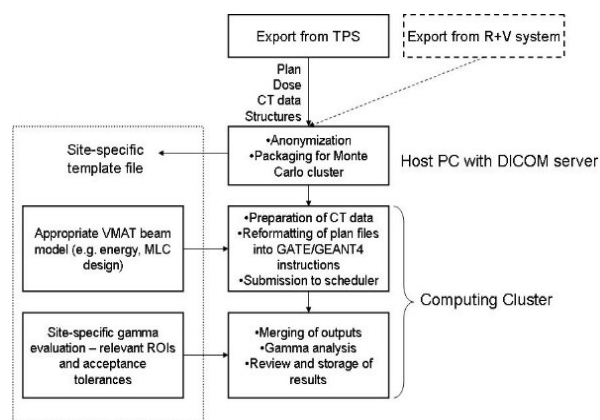 Export from TPS
Export from R+V system
Plan
Dose
CT data
Structures
Site-specific
template file
•Anonymization
•Packaging for Monte
Carlo cluster
Host PC with DICOM server
Appropriate VMAT beam
model (e.g. energy, MLC
design)
•Preparation of CT data
•Reformatting of plan files
into GATE/GEANT4
instructions
•Submission to scheduler
Computing Cluster
Site-specific gamma
evaluation – relevant ROIs
and acceptance
tolerances
•Merging of outputs
•Gamma analysis
•Review and storage of
results